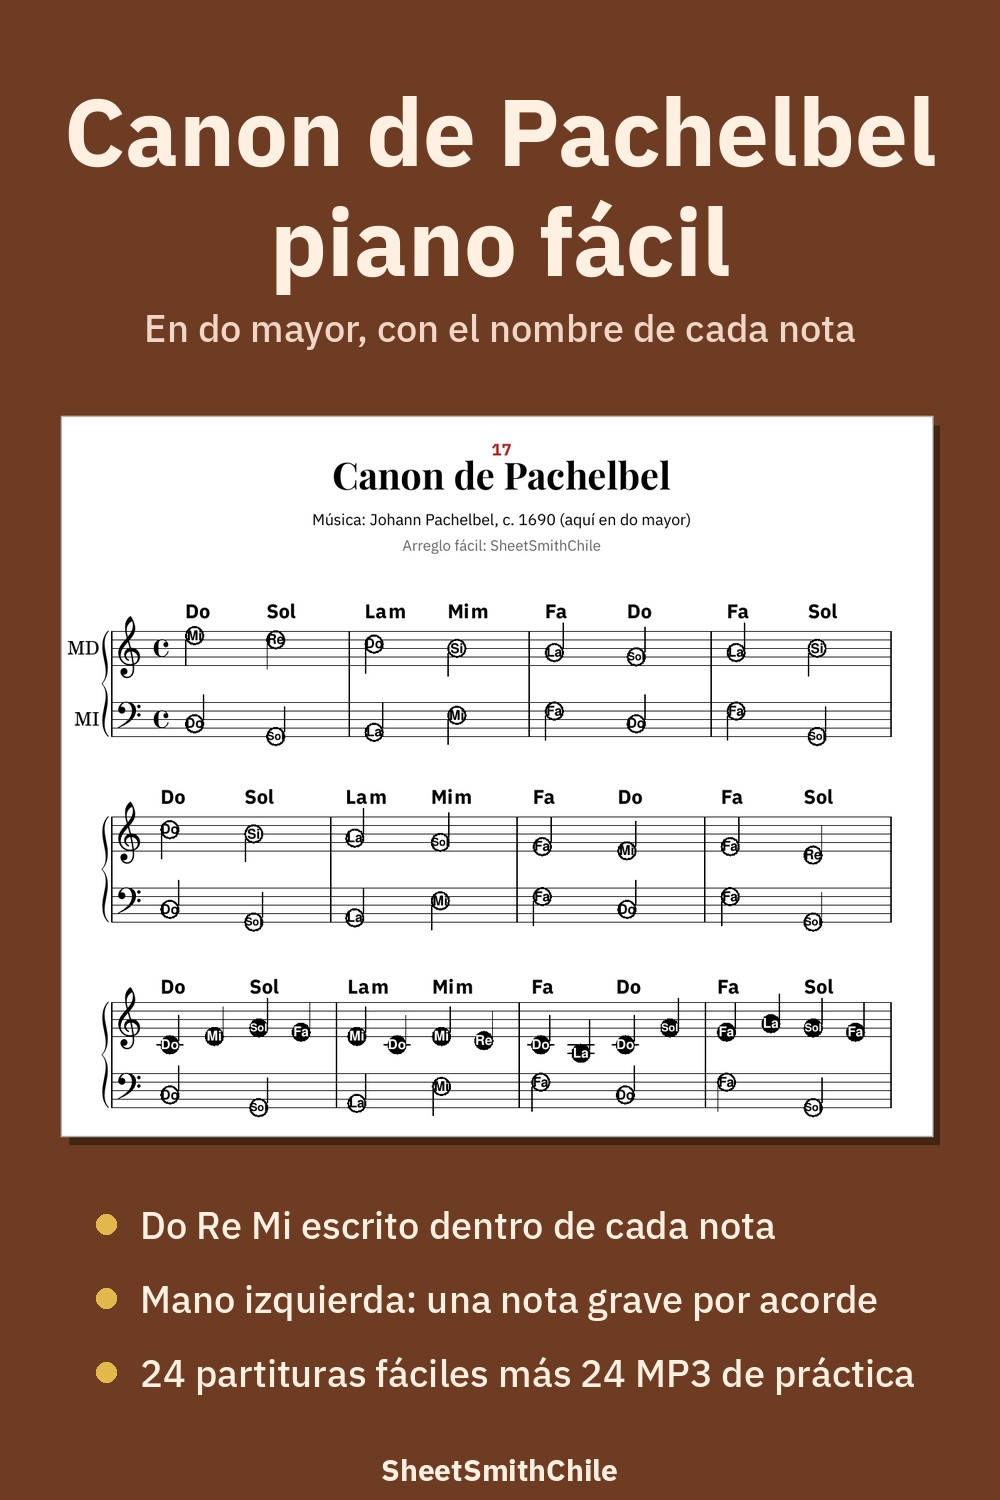 Canon de Pachelbel
piano fácil
En do mayor, con el nombre de cada nota
17
Canon de Pachelbel
Música: Johann Pachelbel, c. 1690 (aquí en do mayor)
Arreglo fácil: SheetSmithChile
Do Sol Lam Mim Fa Do Fa Sol
MD Mi Re Do Si La Sol La Si
MI Do Sol La Mi Fa Do Fa Sol
Do Sol Lam Mim Fa Do Fa Sol
Do Si La Sol Fa Mi Fa Re
Do Sol La Mi Fa Do Fa Sol
Do Sol Lam Mim Fa Do Fa Sol
Do Mi Sol Fa Mi Do Mi Re Do La Do Sol Fa La Sol Fa
Do Sol La Mi Fa Do Fa Sol
Do Re Mi escrito dentro de cada nota
Mano izquierda: una nota grave por acorde
24 partituras fáciles más 24 MP3 de práctica
SheetSmithChile